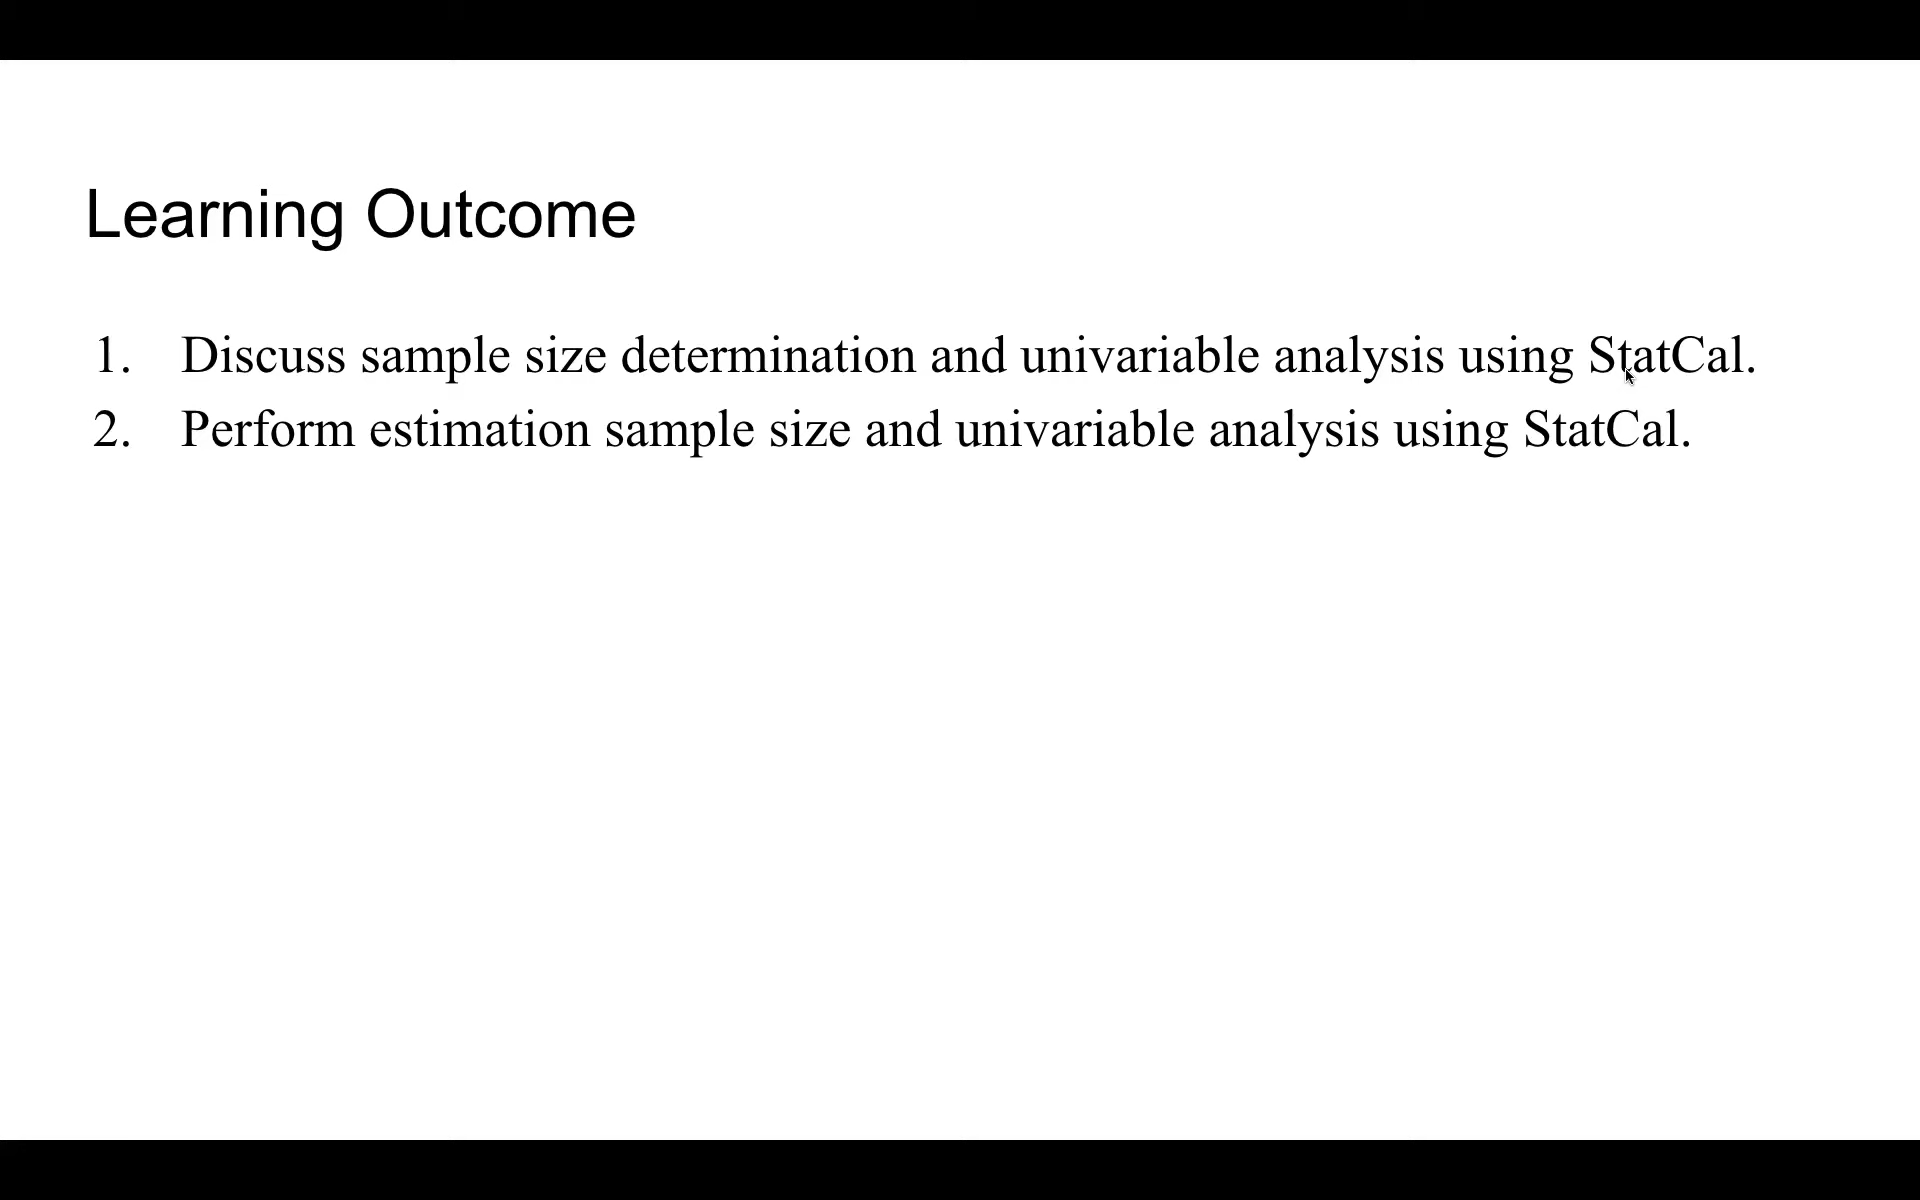 Learning Outcome
1. Discuss sample size determination and univariable analysis using StatCal.
2. Perform estimation sample size and univariable analysis using StatCal.